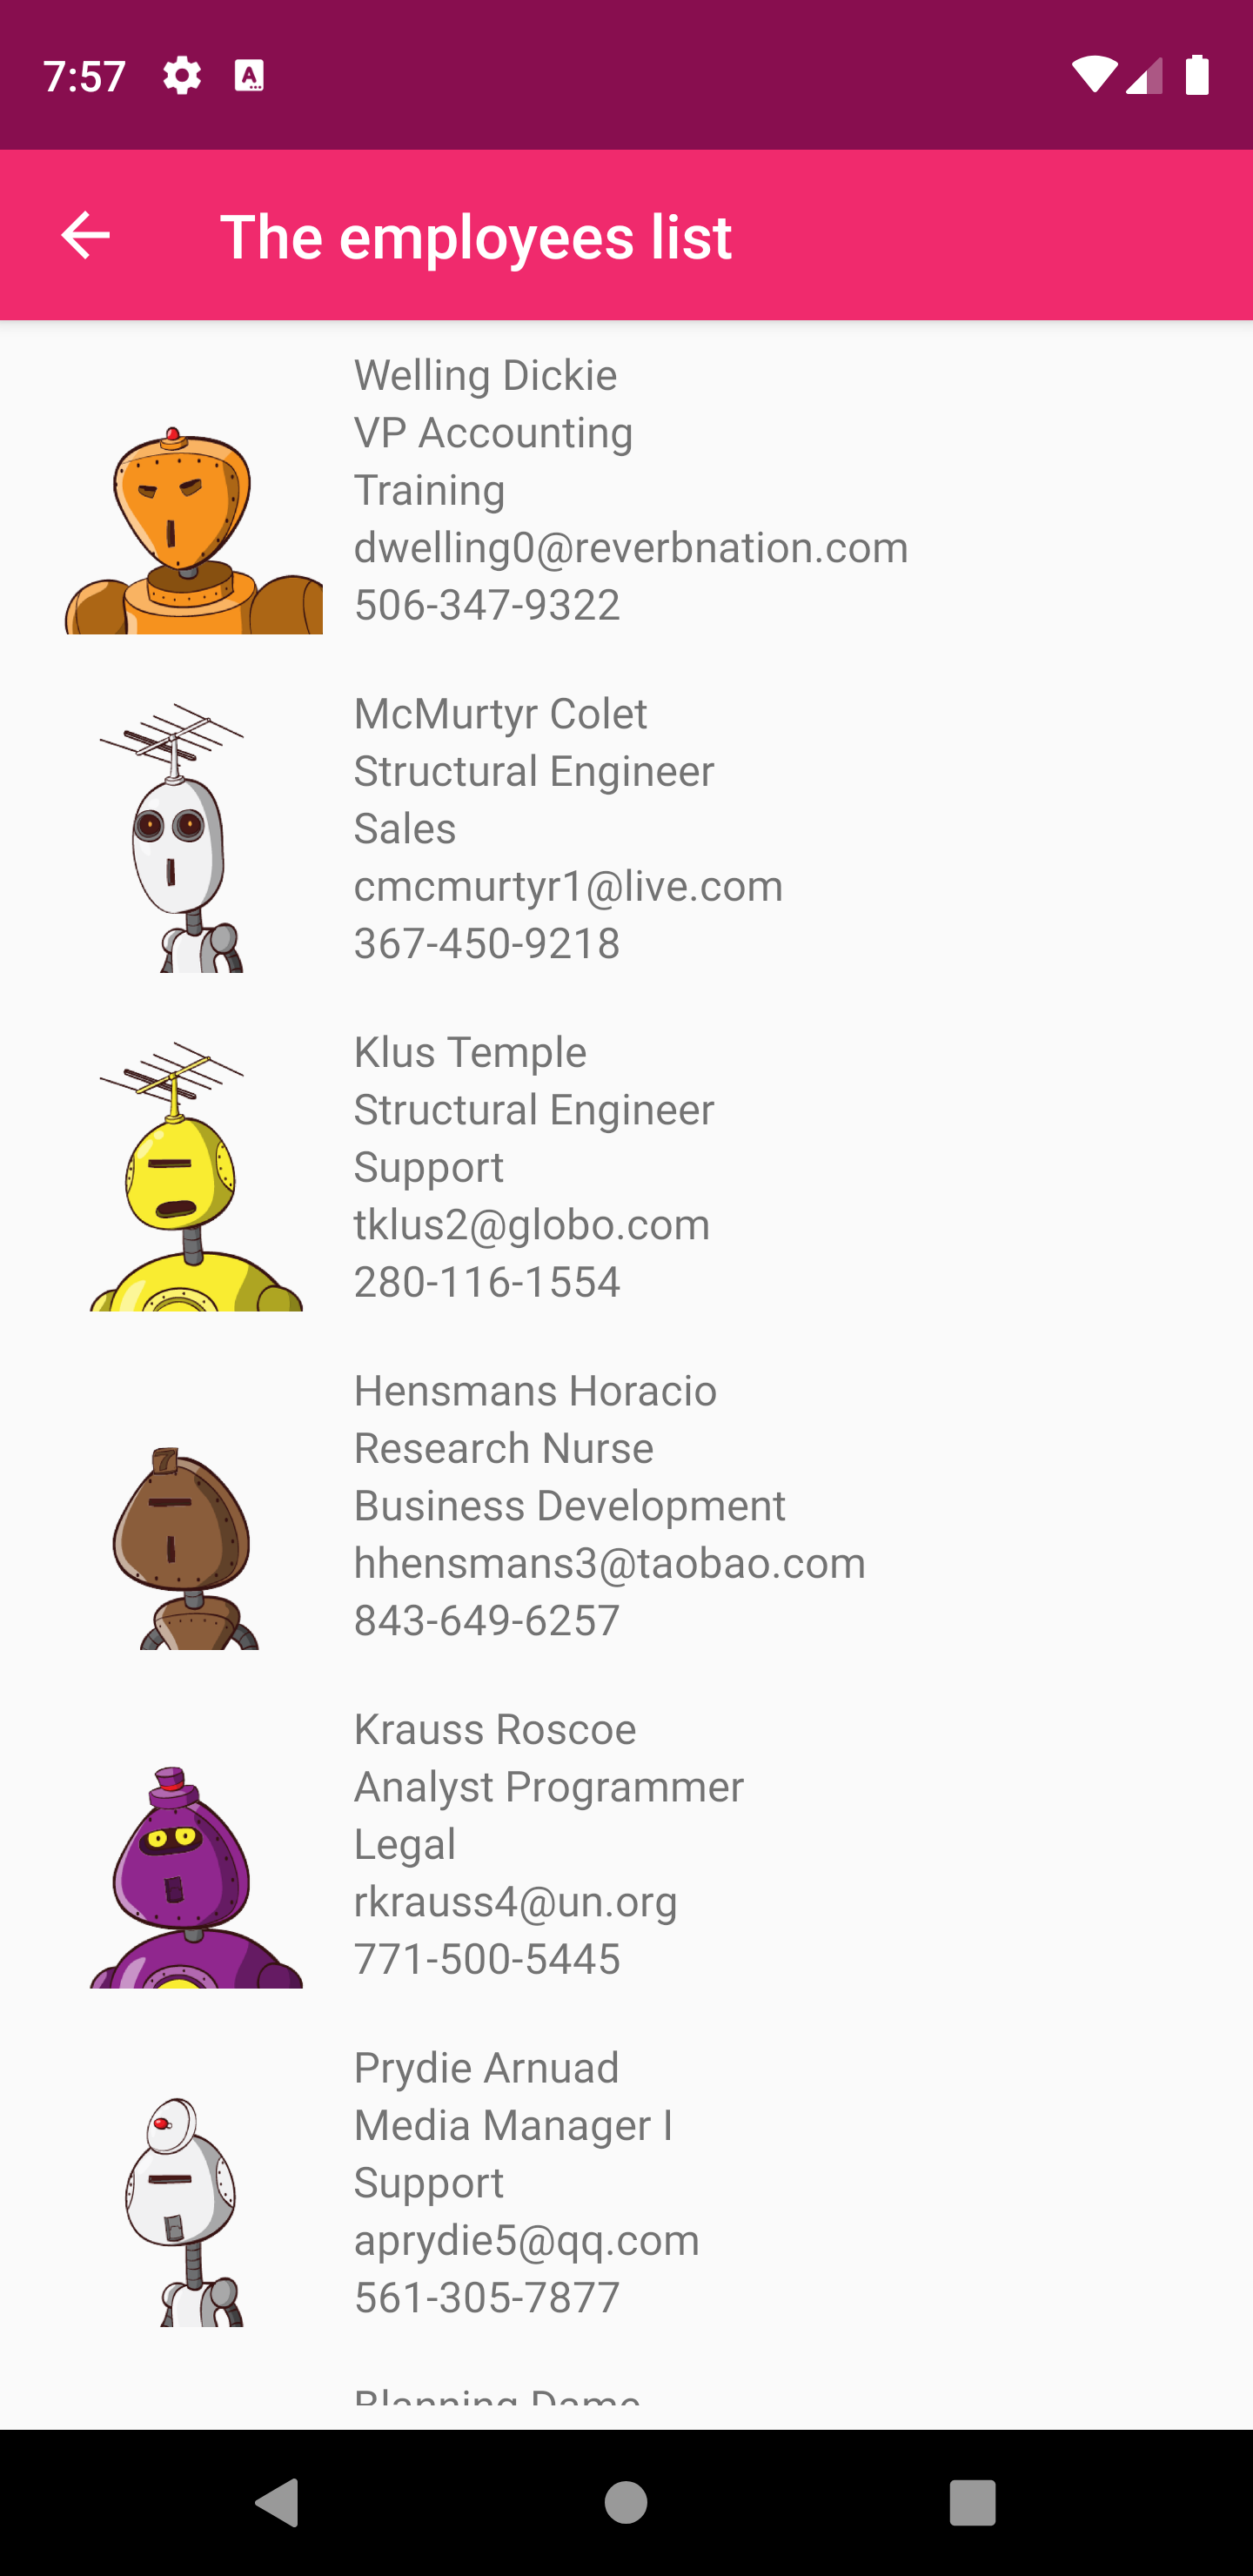 7:57
The employees list
Welling Dickie
VP Accounting
Training
dwelling0@reverbnation.com
506-347-9322
McMurtyr Colet
Structural Engineer
Sales
cmcmurtyr1@live.com
367-450-9218
Klus Temple
Structural Engineer
Support
tklus2@globo.com
280-116-1554
Hensmans Horacio
Research Nurse
Business Development
hhensmans3@taobao.com
843-649-6257
Krauss Roscoe
Analyst Programmer
Legal
rkrauss4@un.org
771-500-5445
Prydie Arnuad
Media Manager I
Support
aprydie5@qq.com
561-305-7877